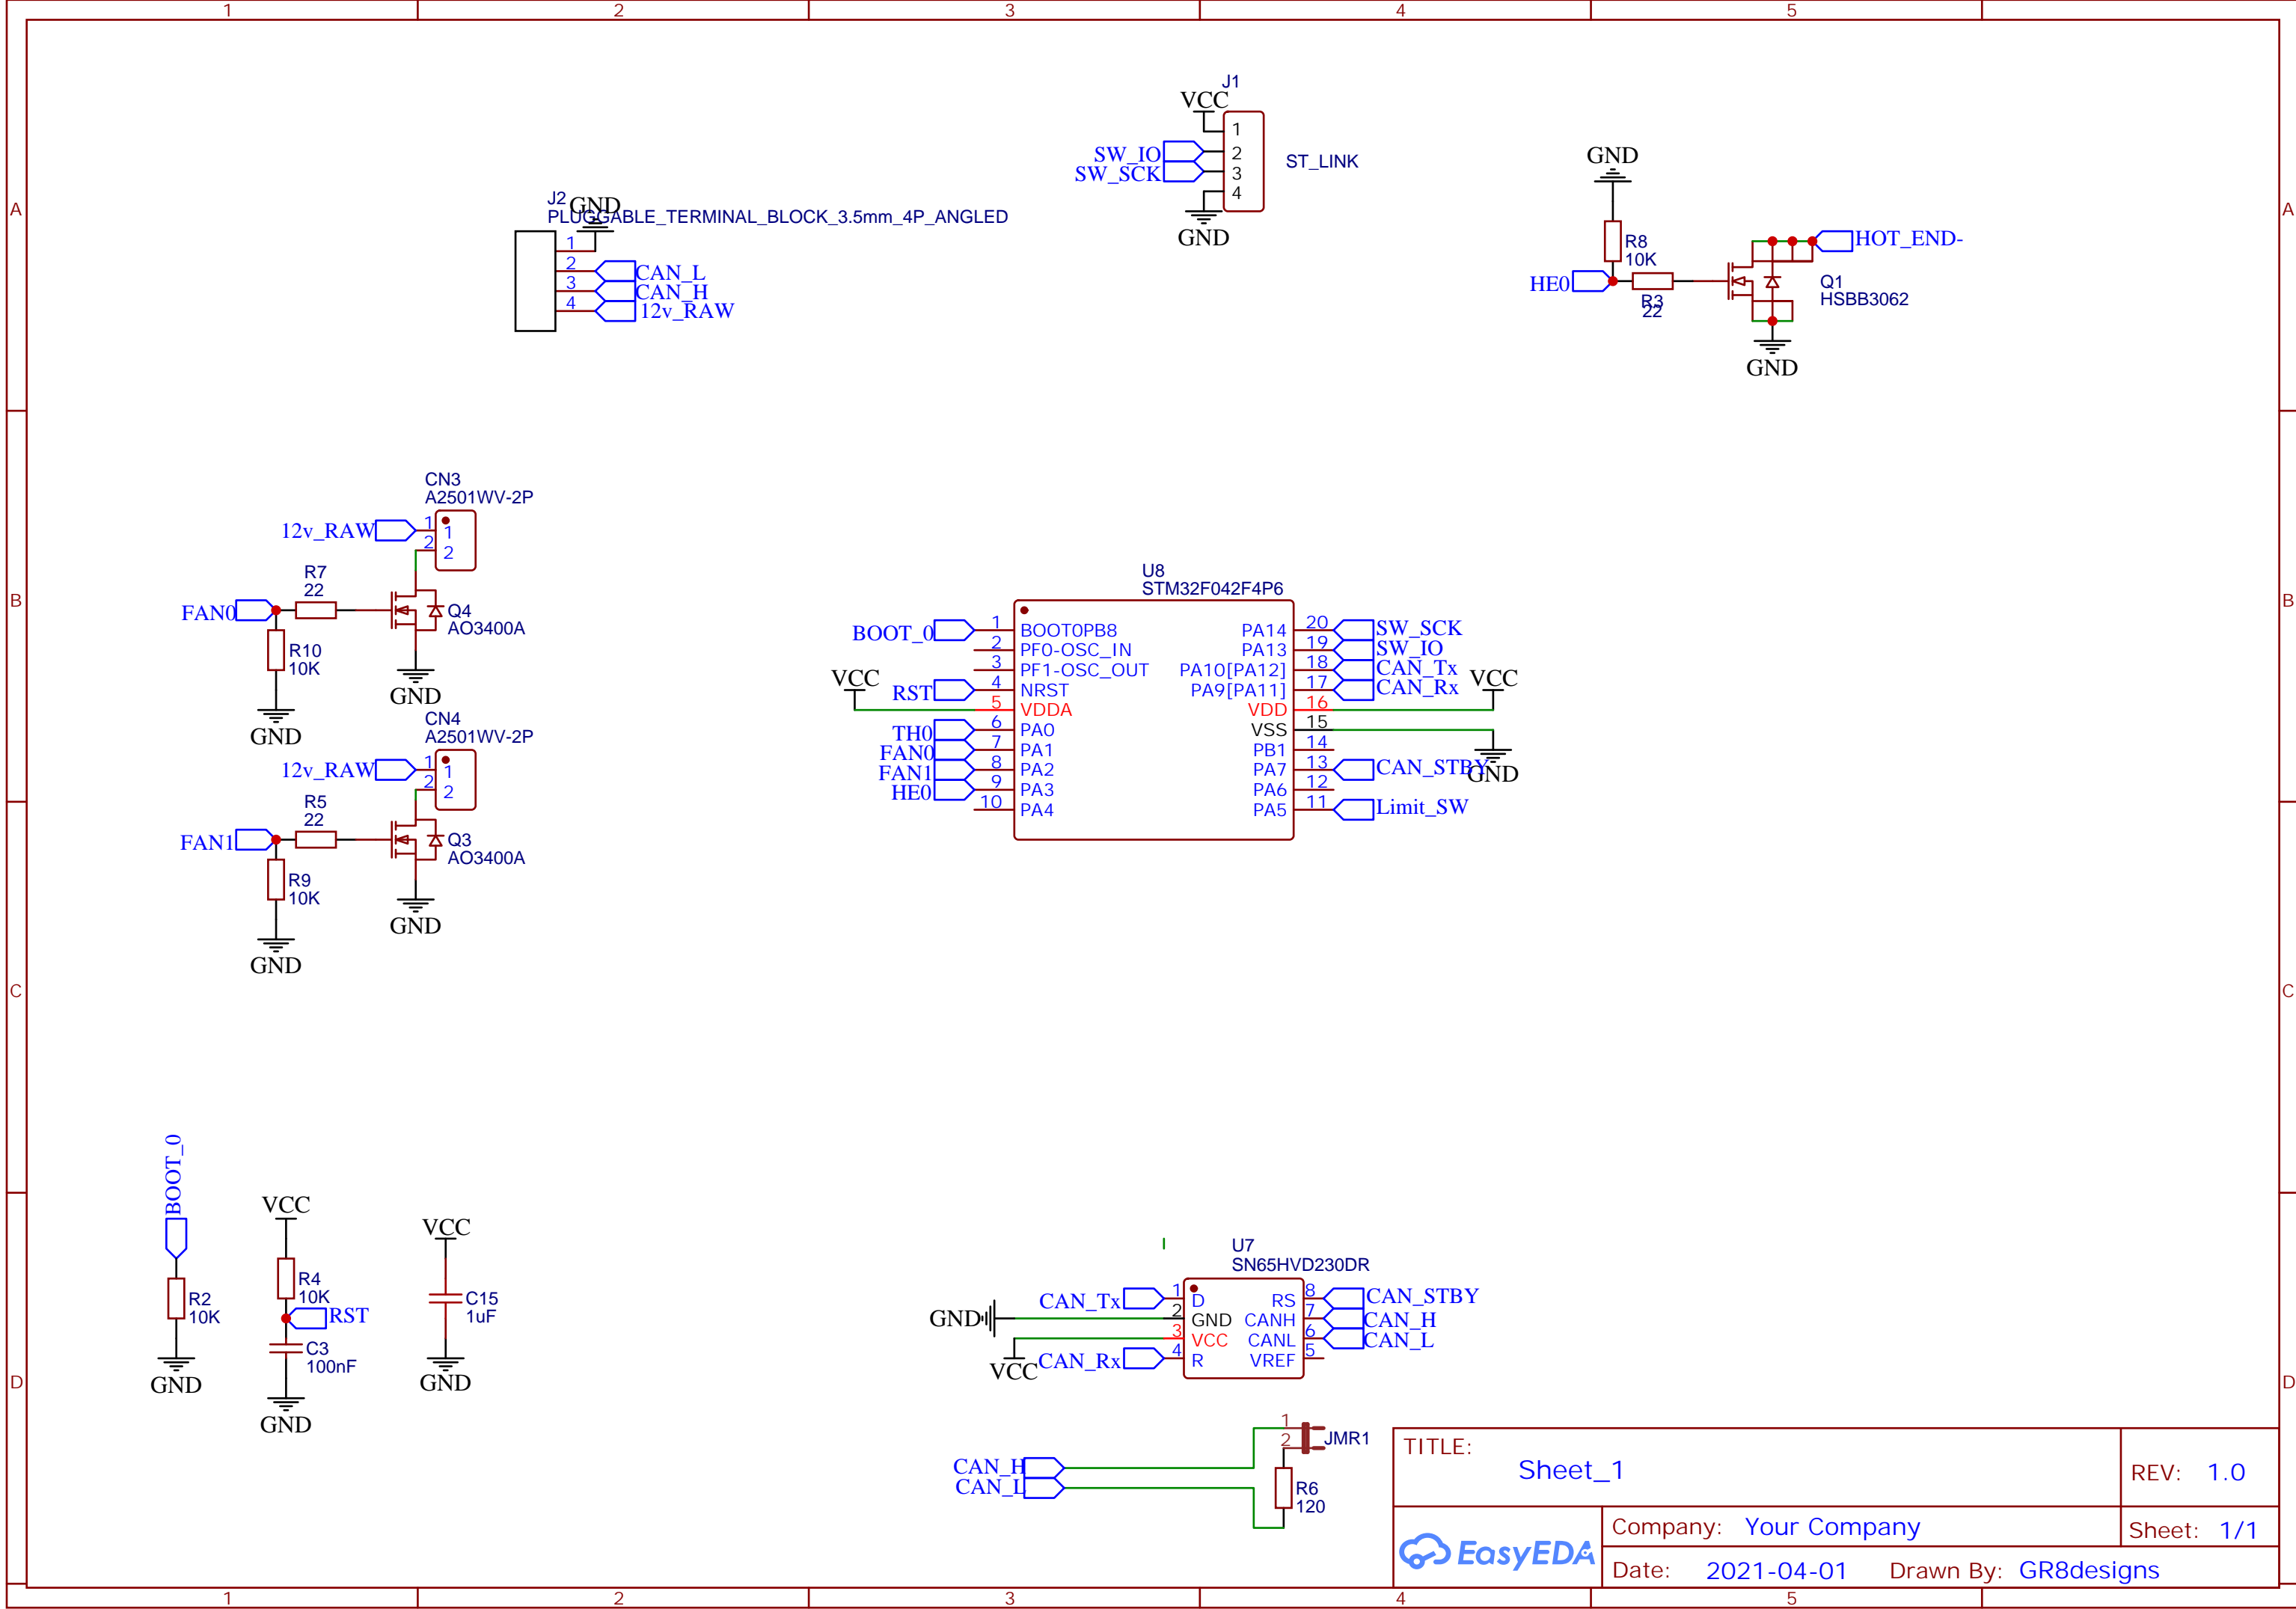 1 2 3 4 5
A
A
B
B
C
C
D
D
J1
VCC
1
SW_IO
2
SW_SCK
3
4
ST_LINK
GND
J2
GND
PLUGGABLE_TERMINAL_BLOCK_3.5mm_4P_ANGLED
1
2
CAN_L
3
CAN_H
4
12v_RAW
GND
R8
10K
HOT_END-
HE0
R3
22
Q1
HSBB3062
GND
CN3
A2501WV-2P
12v_RAW
1
1
2
2
R7
22
FAN0
Q4
AO3400A
R10
10K
GND
GND
CN4
A2501WV-2P
12v_RAW
1
1
2
2
R5
22
FAN1
Q3
AO3400A
R9
10K
GND
GND
U8
STM32F042F4P6
BOOT_0 1 BOOT0PB8
2 PF0-OSC_IN
3 PF1-OSC_OUT
VCC
RST 4 NRST
5 VDDA
TH0 6 PA0
FAN0 7 PA1
FAN1 8 PA2
HE0 9 PA3
10 PA4
PA14 20 SW_SCK
PA13 19 SW_IO
PA10[PA12] 18 CAN_Tx
PA9[PA11] 17 CAN_Rx
VCC
VDD 16
VSS 15
PB1 14
PA7 13 CAN_STBY
GND
PA6 12
PA5 11 Limit_SW
BOOT_0
R2
10K
GND
VCC
R4
10K
RST
C3
100nF
GND
VCC
C15
1uF
GND
U7
SN65HVD230DR
CAN_Tx 1 D
GND 2 GND
VCC 3 VCC
CAN_Rx 4 R
RS 8 CAN_STBY
CANH 7 CAN_H
CANL 6 CAN_L
VREF 5
1
2
JMR1
CAN_H
CAN_L
R6
120
TITLE:
Sheet_1
REV: 1.0
EasyEDA
Company: Your Company
Sheet: 1/1
Date: 2021-04-01
Drawn By: GR8designs
1 2 3 4 5